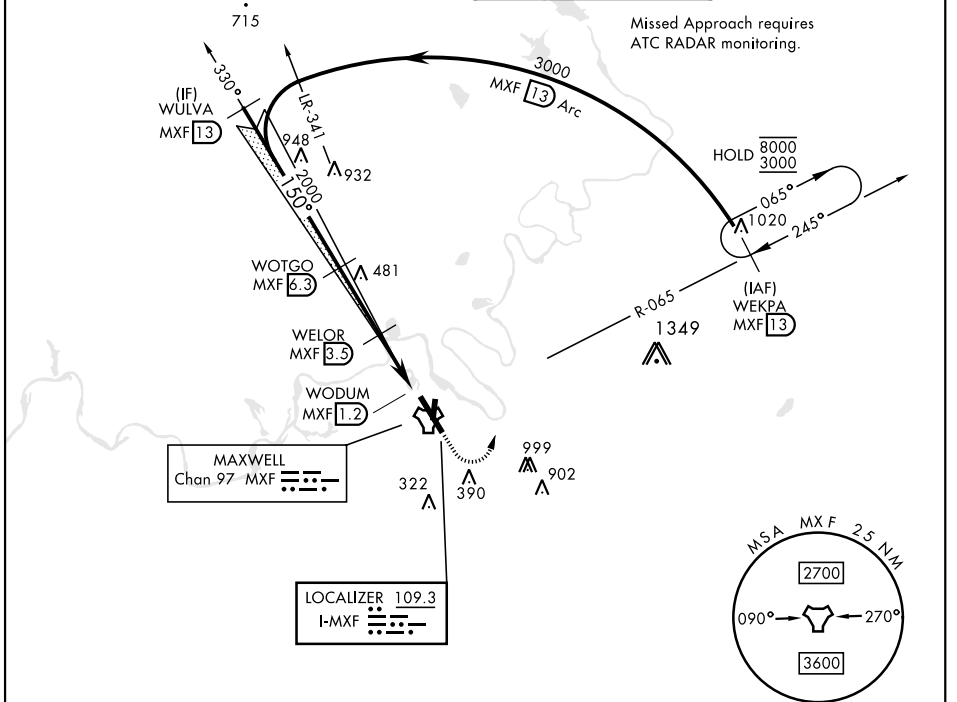 715
Missed Approach requires
ATC RADAR monitoring.
330°
(IF)
WULVA
MXF 13
LR-341
3000
MXF 13 Arc
HOLD 8000
3000
065°
245°
1020
948
932
2000
150°
(IAF)
WEKPA
MXF 13
R-065
1349
WOTGO
MXF 6.3
481
WELOR
MXF 3.5
WODUM
MXF 1.2
MAXWELL
Chan 97 MXF
322
390
999
902
LOCALIZER 109.3
I-MXF
MSA MXF 25 NM
2700
090°
270°
3600